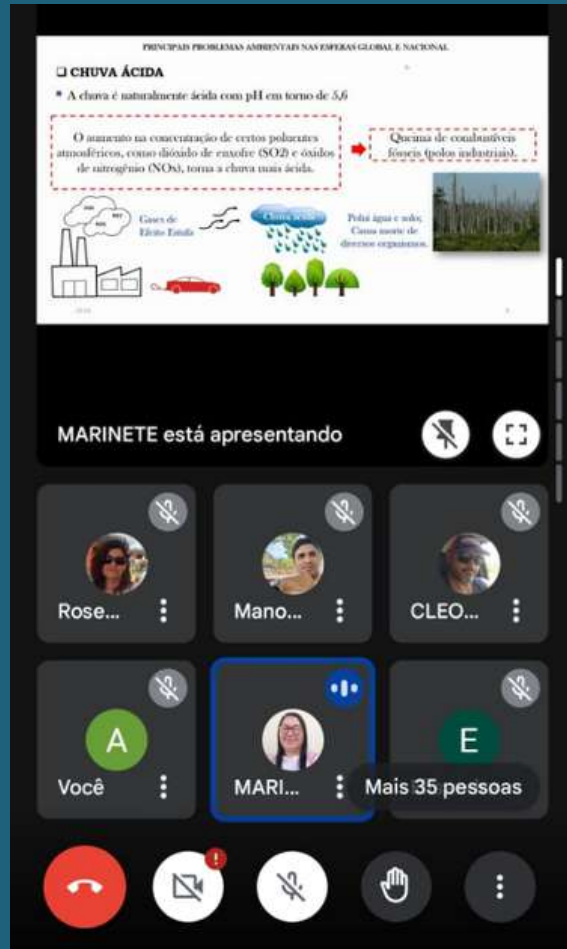 PRINCIPAIS PROBLEMAS AMBIENTAIS NAS ESFERAS GLOBAL E NACIONAL
❑ CHUVA ÁCIDA
▪ A chuva é naturalmente ácida com pH em torno de 5,6
O aumento na concentração de certos poluentes
atmosféricos, como dióxido de enxofre (SO2) e óxidos
de nitrogênio (NOx), torna a chuva mais ácida.
Queima de combustíveis
fósseis (polos industriais).
Gases de
Efeito Estufa
Chuva ácida
Polui água e solo;
Causa morte de
diversos organismos.
MARINETE está apresentando
Rose...
Mano...
CLEO...
A
Você
MARI...
E
Mais 35 pessoas